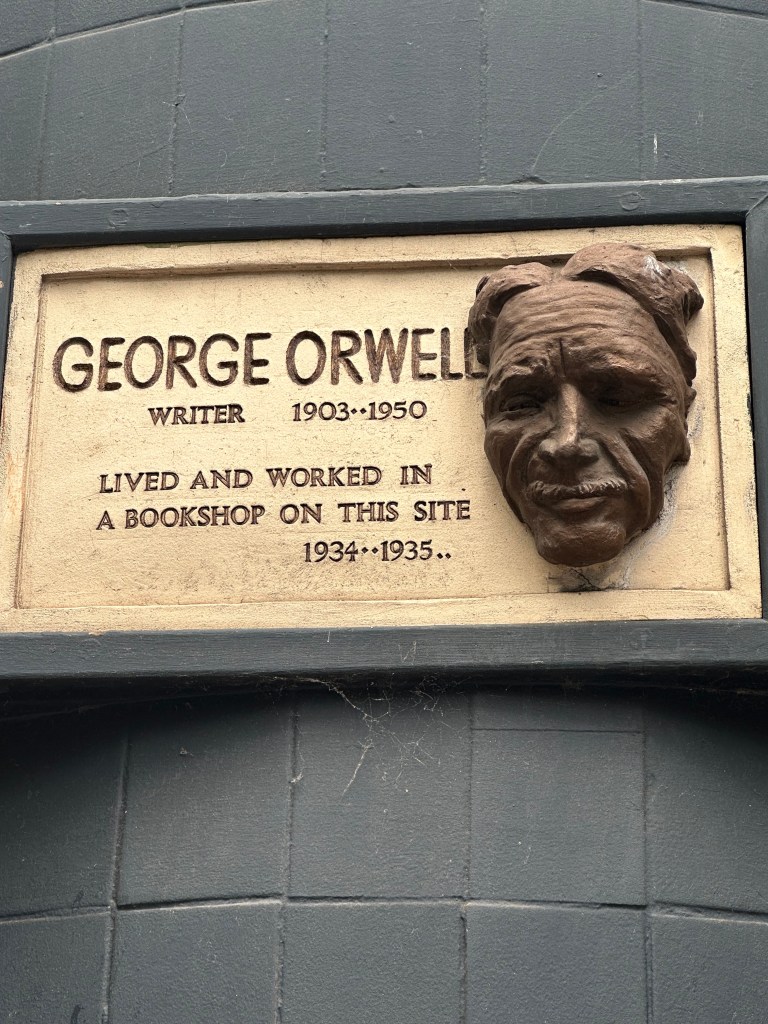 GEORGE ORWELL
WRITER 1903··1950
LIVED AND WORKED IN
A BOOKSHOP ON THIS SITE
1934··1935..